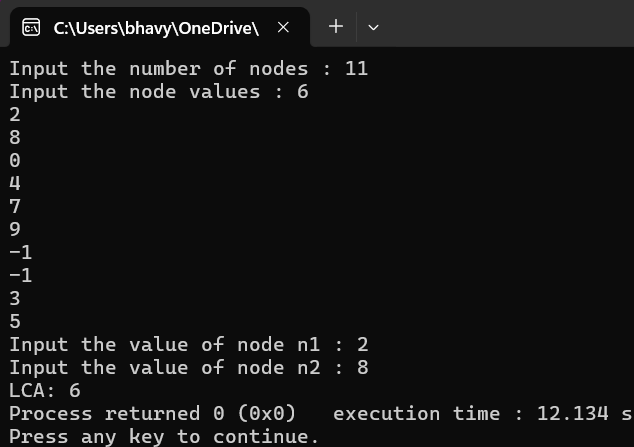 C:\Users\bhavy\OneDrive\
Input the number of nodes : 11
Input the node values : 6
2
8
0
4
7
9
-1
-1
3
5
Input the value of node n1 : 2
Input the value of node n2 : 8
LCA: 6
Process returned 0 (0x0)   execution time : 12.134 s
Press any key to continue.